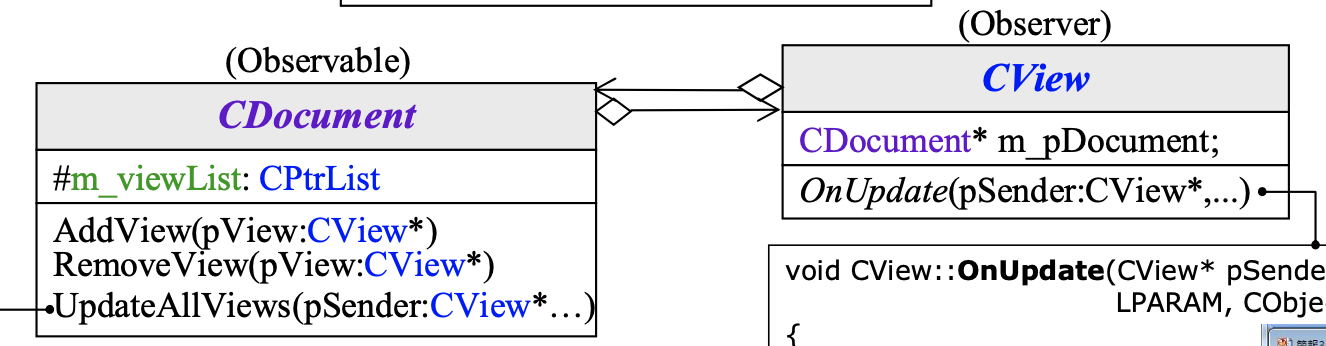 (Observable)
CDocument
#m_viewList: CPtrList
AddView(pView:CView*)
RemoveView(pView:CView*)
UpdateAllViews(pSender:CView*…)
(Observer)
CView
CDocument* m_pDocument;
OnUpdate(pSender:CView*,...)
void CView::OnUpdate(CView* pSende
LPARAM, CObje
{